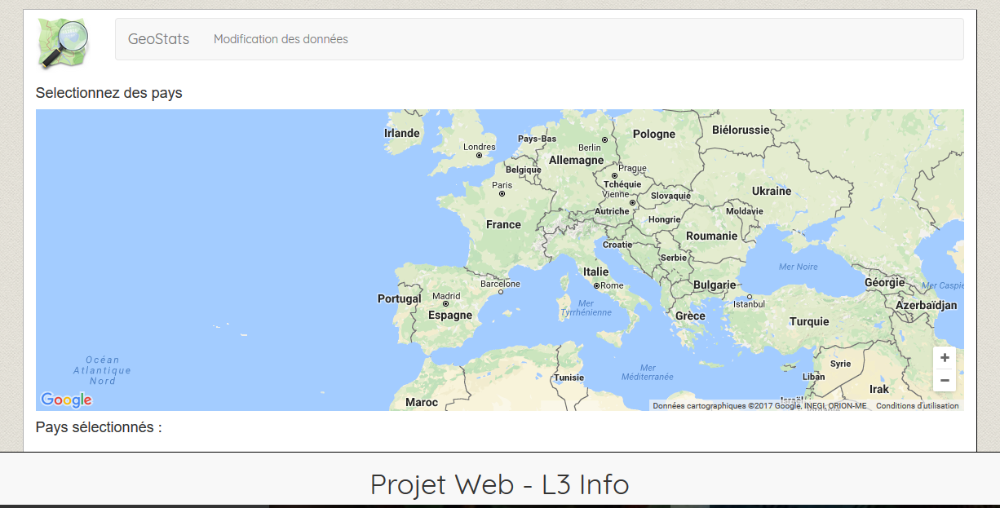 GeoStats
Modification des données
Selectionnez des pays
Irlande
Londres
Pays-Bas
Berlin
Pologne
Biélorussie
Allemagne
Belgique
Prague
Paris
Tchéquie
Vienne
Slovaquie
Ukraine
Autriche
Moldavie
Hongrie
France
Roumanie
Croatie
Serbie
Mer Noire
Italie
Barcelone
Rome
Bulgarie
Géorgie
Mer Caspie
Portugal
Madrid
Istanbul
Azerbaïdjan
Mer
Tyrrhénienne
Espagne
Grèce
Turquie
Océan
Atlantique
Nord
Syrie
Mer
Méditerranée
Liban
Tunisie
Irak
Google
Maroc
Israël
Données cartographiques ©2017 Google, INEGI, ORION-ME
Conditions d'utilisation
Pays sélectionnés :
Projet Web - L3 Info